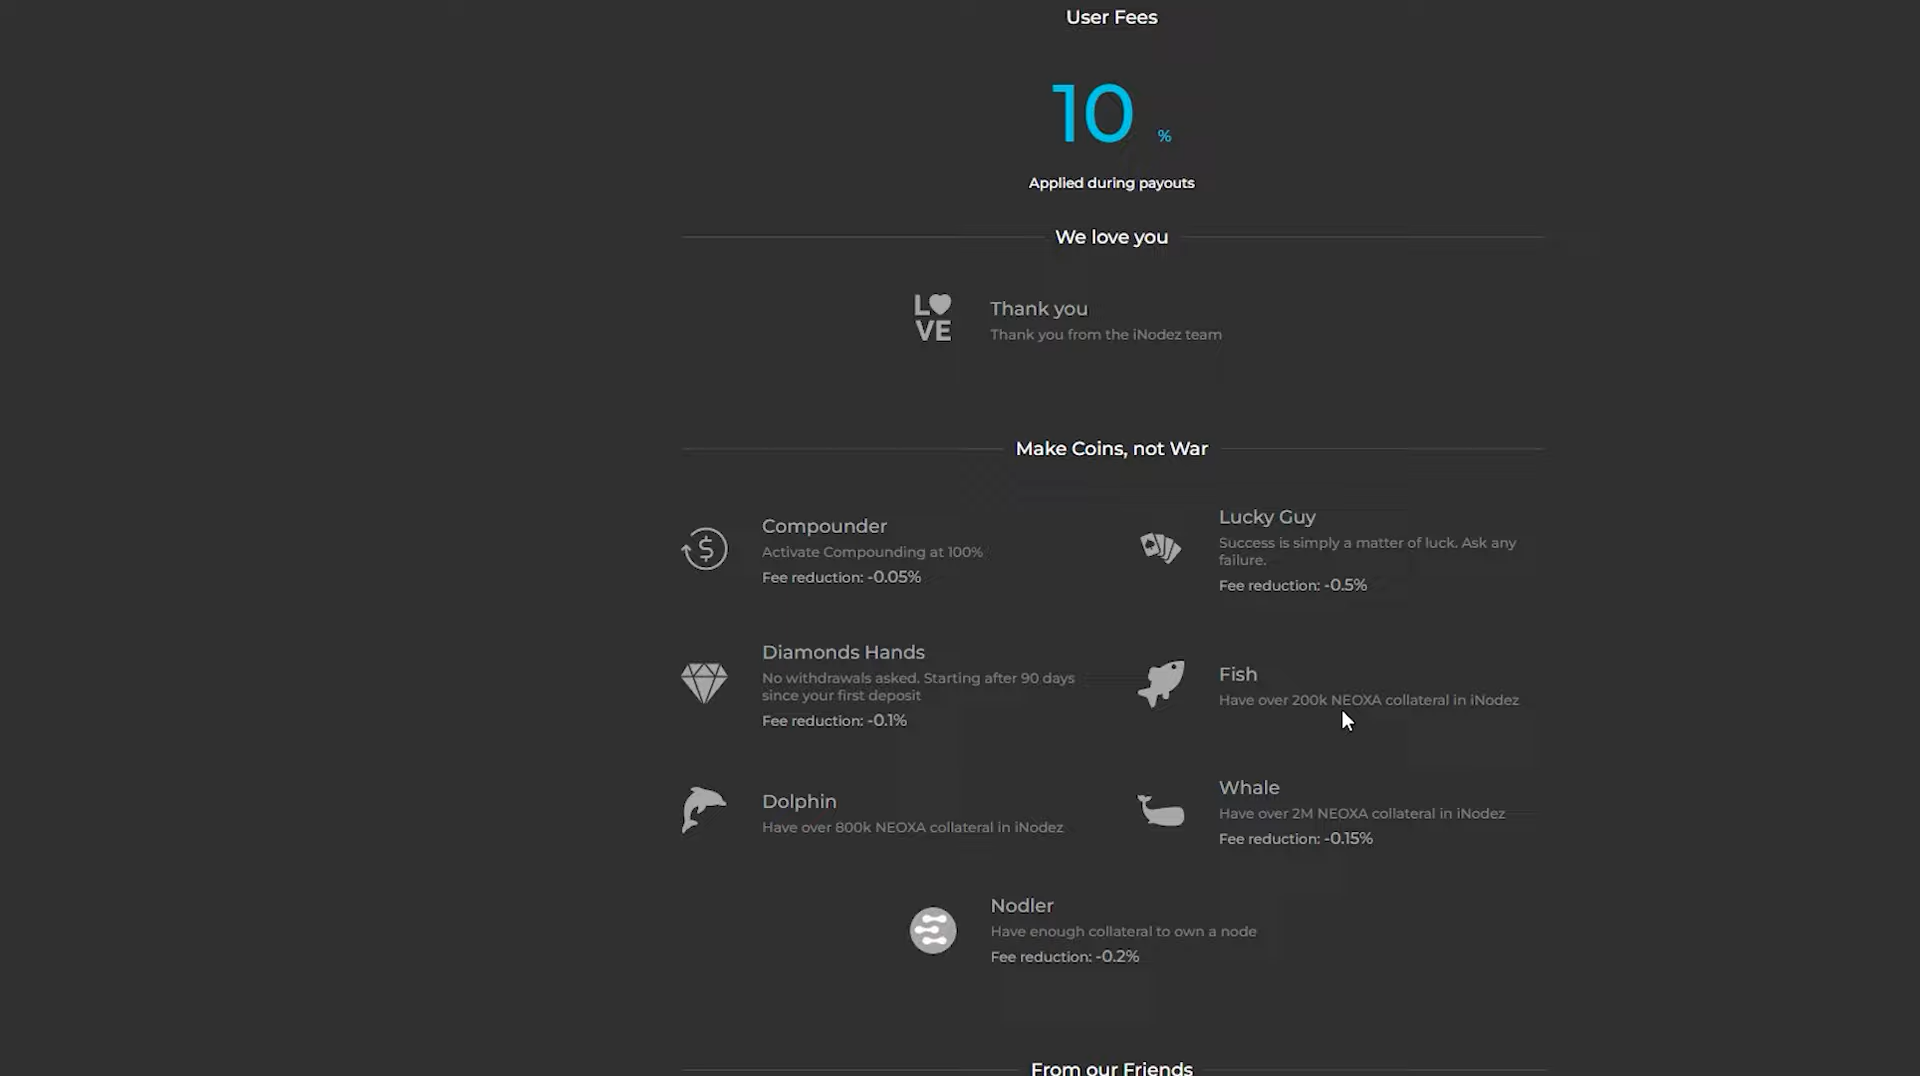 User Fees
10 %
Applied during payouts
We love you
LOVE
Thank you
Thank you from the iNodez team
Make Coins, not War
Compounder
Activate Compounding at 100%
Fee reduction: -0.05%
Lucky Guy
Success is simply a matter of luck. Ask any
failure.
Fee reduction: -0.5%
Diamonds Hands
No withdrawals asked. Starting after 90 days
since your first deposit
Fee reduction: -0.1%
Fish
Have over 200k NEOXA collateral in iNodez
Dolphin
Have over 800k NEOXA collateral in iNodez
Whale
Have over 2M NEOXA collateral in iNodez
Fee reduction: -0.15%
Nodler
Have enough collateral to own a node
Fee reduction: -0.2%
From our Friends